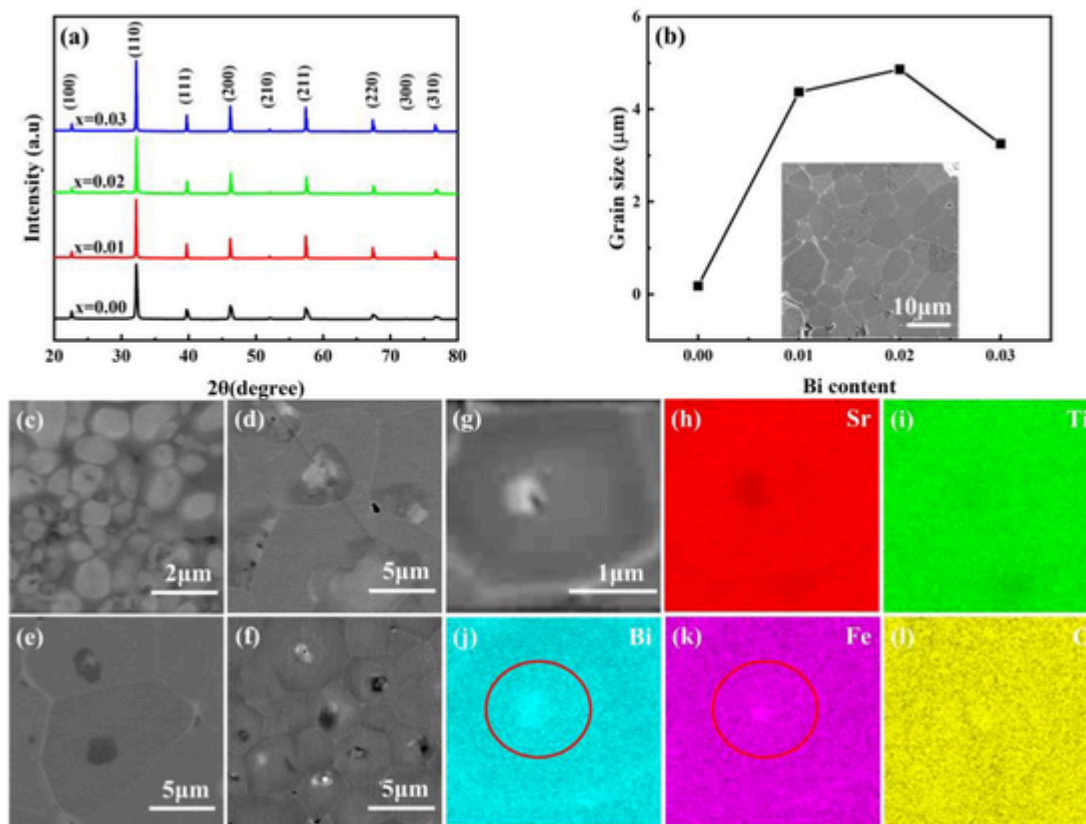 (a)
(100)
(110)
(111)
(200)
(210)
(211)
(220)
(300)
(310)
x=0.03
x=0.02
x=0.01
x=0.00
Intensity (a.u)
20 30 40 50 60 70 80
2θ(degree)
(b)
6
4
2
0
Grain size (μm)
10μm
0.00 0.01 0.02 0.03
Bi content
(c)
2μm
(d)
5μm
(g)
1μm
(h) Sr
(i) Ti
(e)
5μm
(f)
5μm
(j) Bi
(k) Fe
(l)